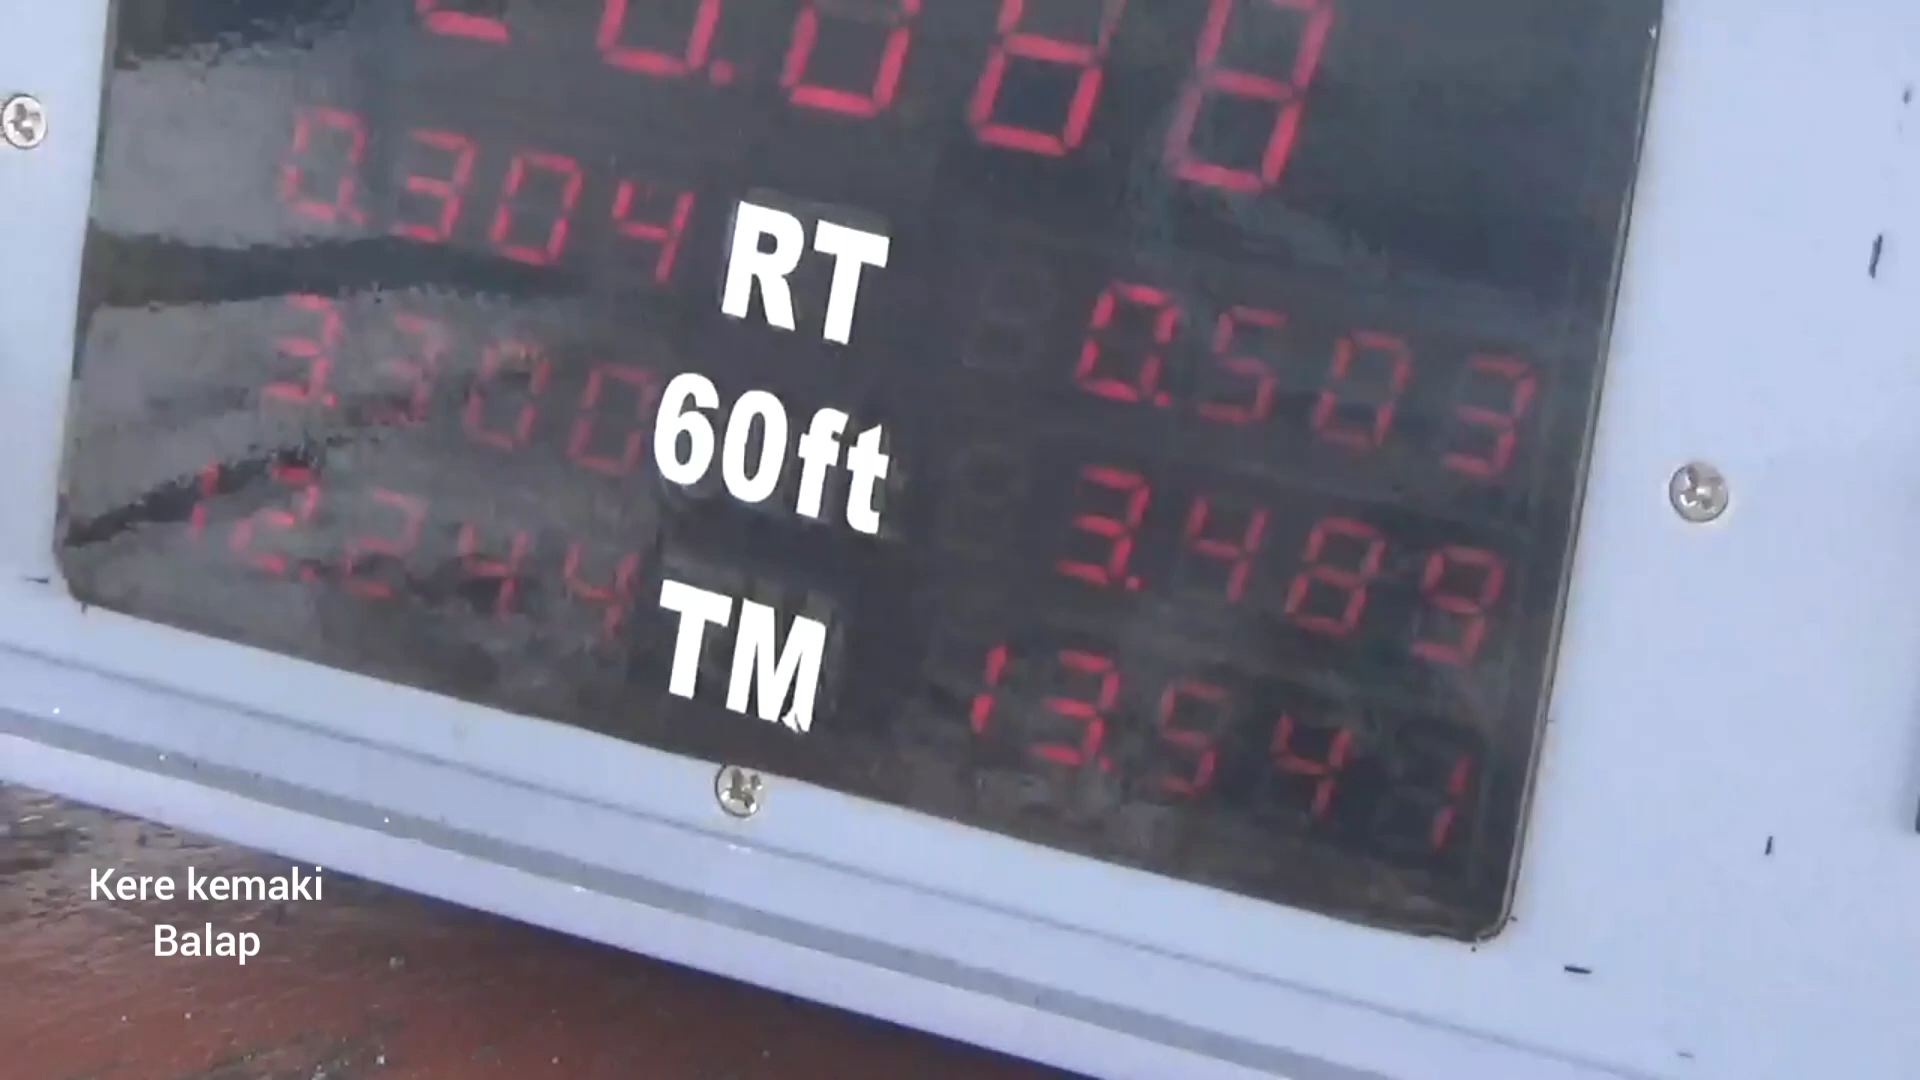 0.304 RT 0.503
3.300 60ft 3.489
12.244 TM 13.541
Kere kemaki
Balap